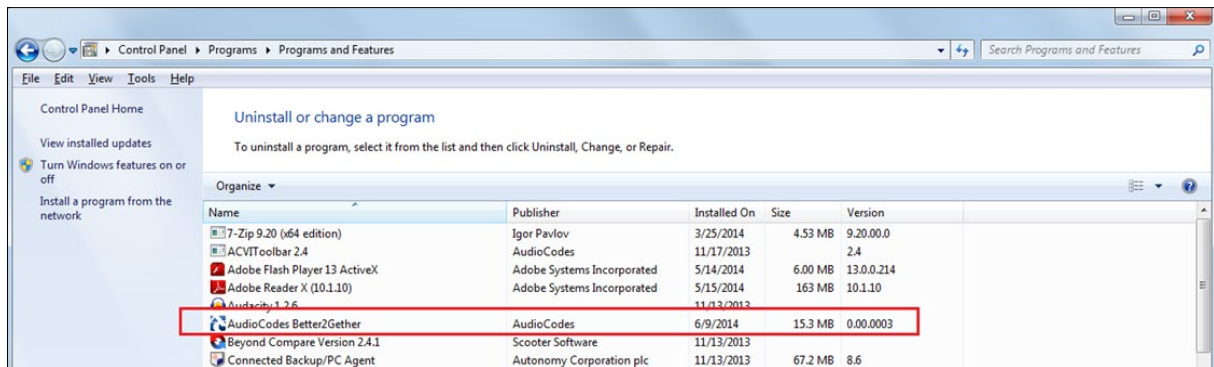 Control Panel ▸ Programs ▸ Programs and Features
Search Programs and Features
File Edit View Tools Help
Control Panel Home
View installed updates
Turn Windows features on or
off
Install a program from the
network
Uninstall or change a program
To uninstall a program, select it from the list and then click Uninstall, Change, or Repair.
Organize
Name Publisher Installed On Size Version
7-Zip 9.20 (x64 edition) Igor Pavlov 3/25/2014 4.53 MB 9.20.00.0
ACVIToolbar 2.4 AudioCodes 11/17/2013 2.4
Adobe Flash Player 13 ActiveX Adobe Systems Incorporated 5/14/2014 6.00 MB 13.0.0.214
Adobe Reader X (10.1.10) Adobe Systems Incorporated 5/15/2014 163 MB 10.1.10
Audacity 1.2.6 11/13/2013
AudioCodes Better2Gether AudioCodes 6/9/2014 15.3 MB 0.00.0003
Beyond Compare Version 2.4.1 Scooter Software 11/13/2013
Connected Backup/PC Agent Autonomy Corporation plc 11/13/2013 67.2 MB 8.6